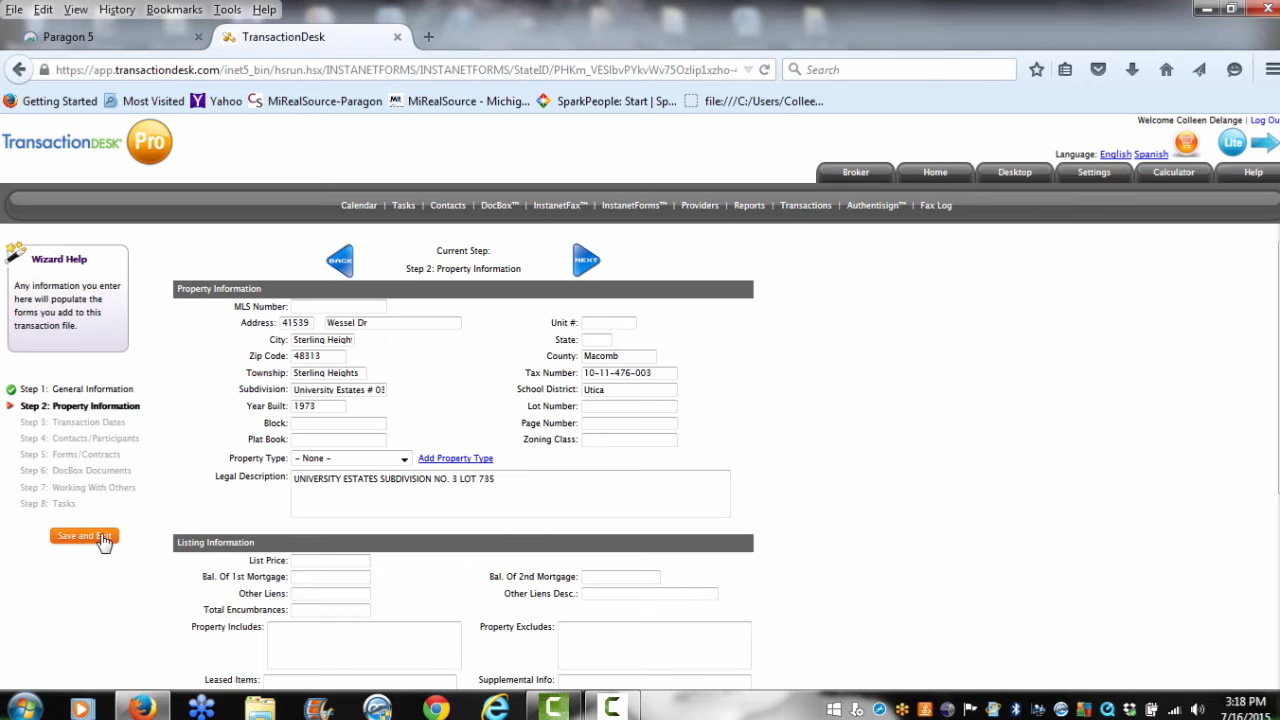 File Edit View History Bookmarks Tools Help
Paragon 5 × TransactionDesk × +
https://app.transactiondesk.com/inet5_bin/hsrun.hsx/INSTANETFORMS/INSTANETFORMS/StateID/ Search
Getting Started Most Visited Yahoo MiRealSource-Paragon MiRealSource - Michig... SparkPeople: Start | Sp... file:///C:/Users/Collee...
Welcome Colleen Delange | Log Ou
TransactionDesk Pro
Lite
Language: English Spanish
Broker Home Desktop Settings Calculator Help
Calendar | Tasks | Contacts | DocBox™ | InstanetFax™ | InstanetForms™ | Providers | Reports | Transactions | Authentisign™ | Fax Log
Wizard Help
Any information you enter
here will populate the
forms you add to this
transaction file.
BACK
Current Step:
Step 2: Property Information
NEXT
Step 1: General Information
Step 2: Property Information
Step 3: Transaction Dates
Step 4: Contacts/Participants
Step 5: Forms/Contracts
Step 6: DocBox Documents
Step 7: Working With Others
Step 8: Tasks
Save and
Property Information
MLS Number:
Address: 41539 Wessel Dr Unit #:
City: Sterling Heigh State:
Zip Code: 48313 County: Macomb
Township: Sterling Heights Tax Number: 10-11-476-003
Subdivision: University Estates # 03 School District: Utica
Year Built: 1973 Lot Number:
Block: Page Number:
Plat Book: Zoning Class:
Property Type: - None - Add Property Type
Legal Description: UNIVERSITY ESTATES SUBDIVISION NO. 3 LOT 735
Listing Information
List Price:
Bal. Of 1st Mortgage: Bal. Of 2nd Mortgage:
Other Liens: Other Liens Desc.:
Total Encumbrances:
Property Includes: Property Excludes:
Leased Items: Supplemental Info:
3:18 PM